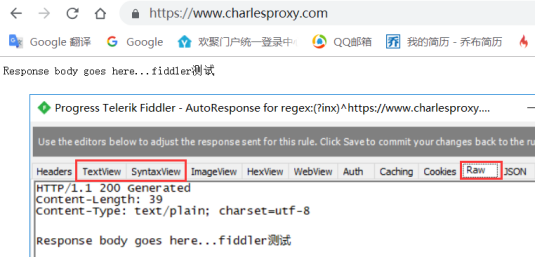 https://www.charlesproxy.com
Google 翻译 Google 欢聚门户统一登录中 QQ邮箱 乔 我的简历 - 乔布简历
Response body goes here...fiddler测试
Progress Telerik Fiddler - AutoResponse for regex:(?inx)^https://www.charlesproxy....
Use the editors below to adjust the response sent for this rule. Click Save to commit your changes back to the ru
Headers TextView SyntaxView ImageView HexView WebView Auth Caching Cookies Raw JSON
HTTP/1.1 200 Generated
Content-Length: 39
Content-Type: text/plain; charset=utf-8
Response body goes here...fiddler测试